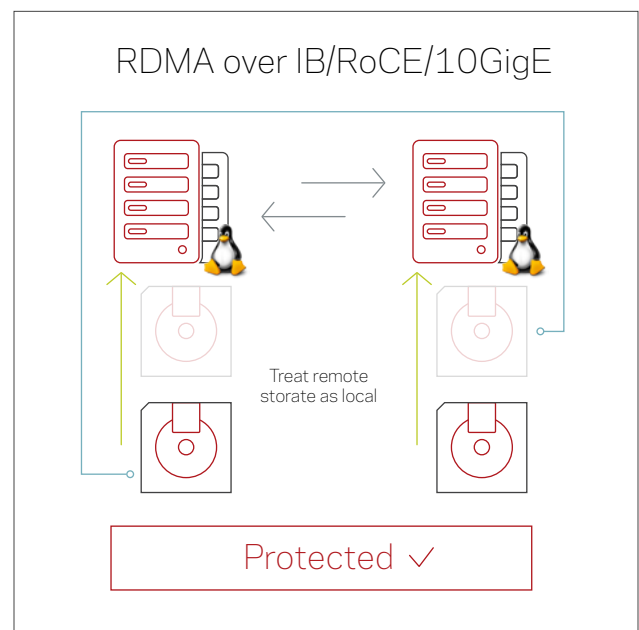 RDMA over IB/RoCE/10GigE
Treat remote
storate as local
Protected ✓